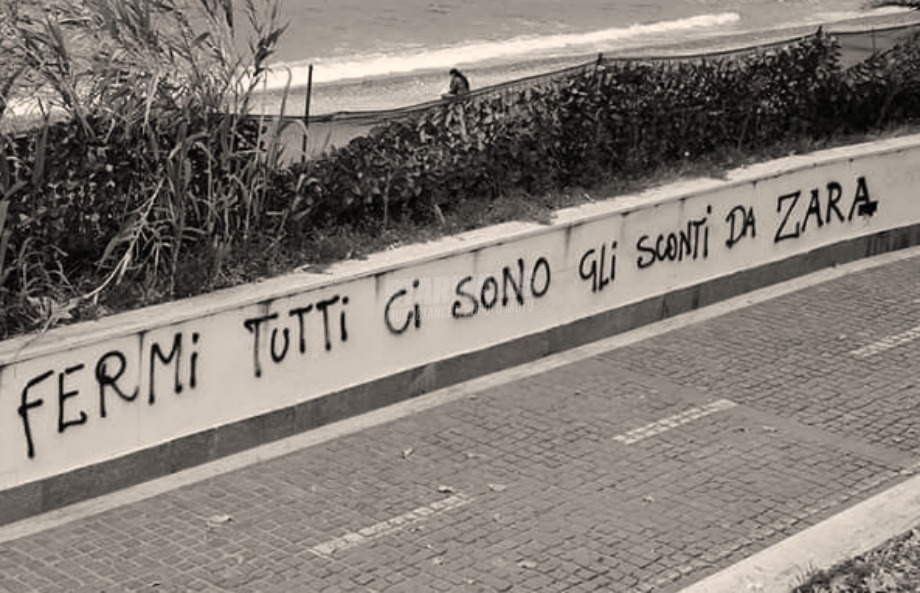 FERMi TUTTi Ci SONO GLi SCONTi DA ZARA